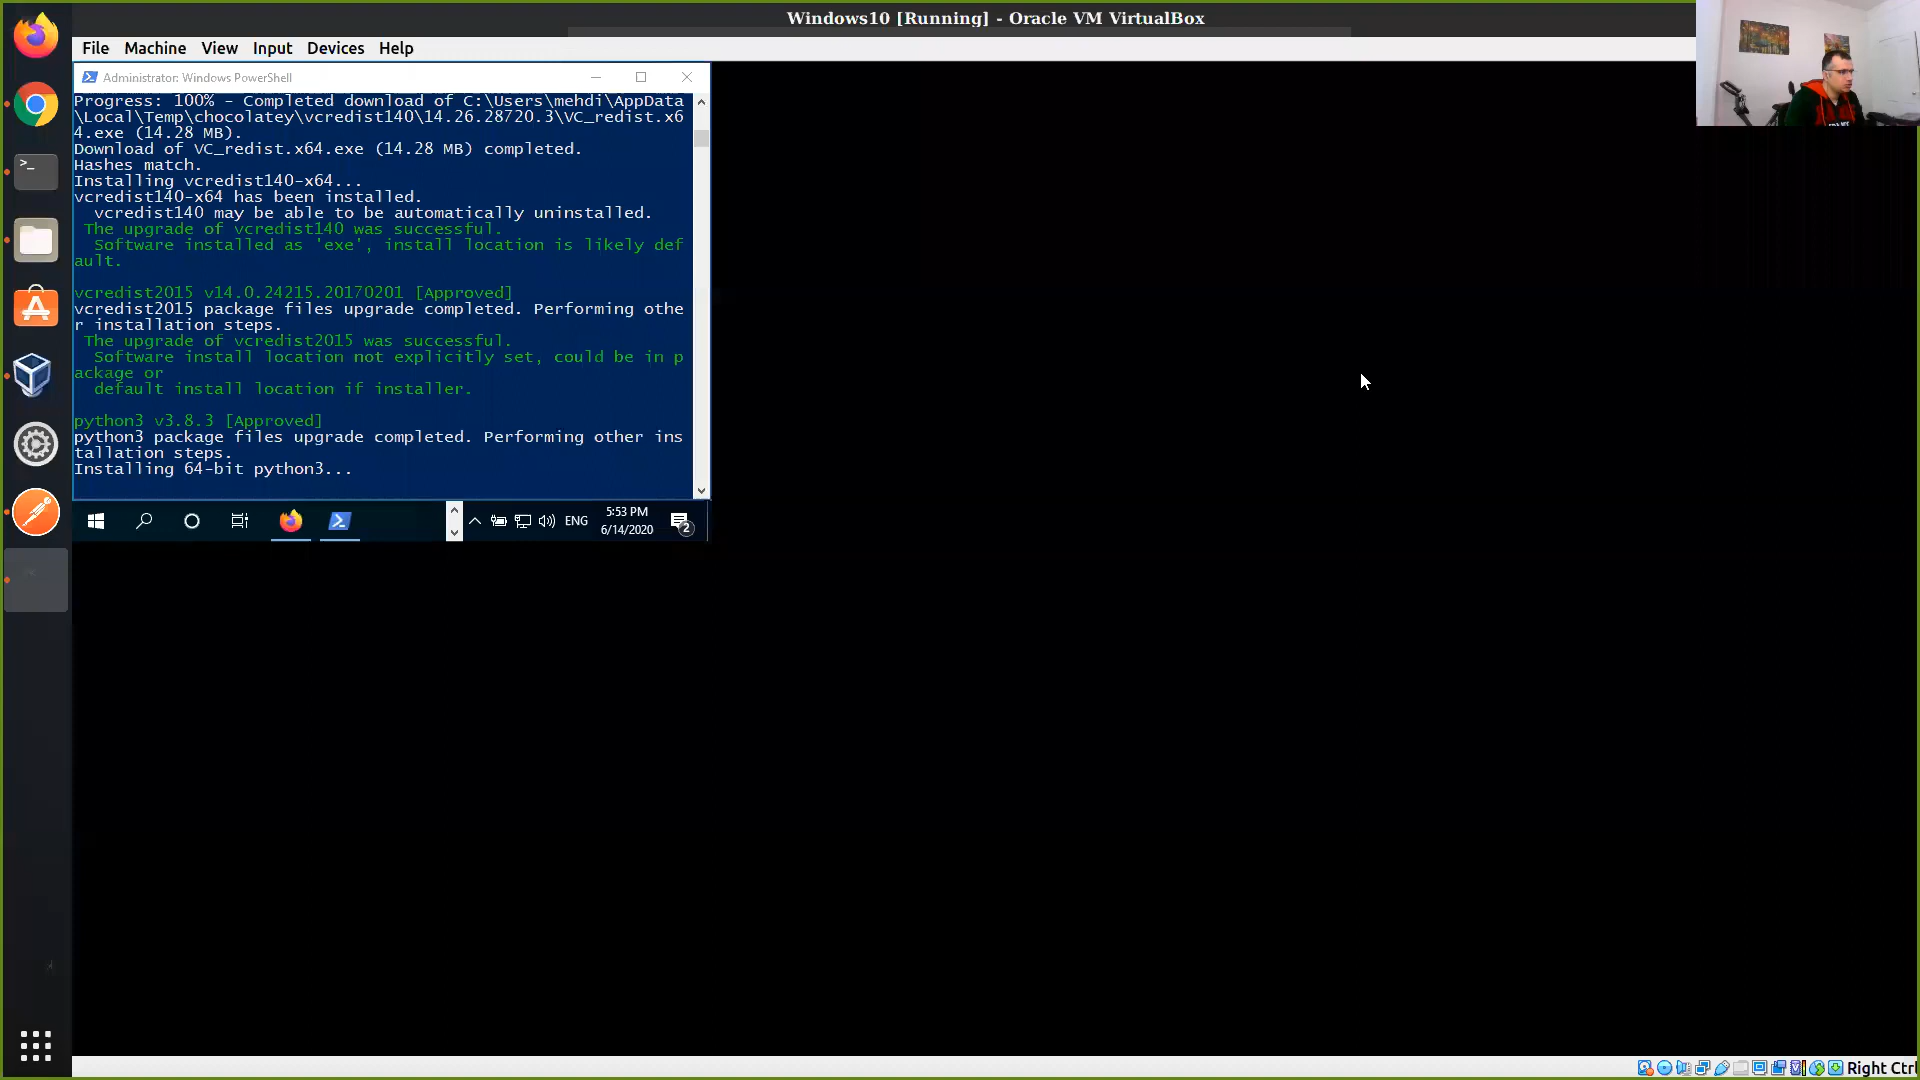 Windows10 [Running] - Oracle VM VirtualBox
File Machine View Input Devices Help
Administrator: Windows PowerShell
Progress: 100% - Completed download of C:\Users\mehdi\AppData
\Local\Temp\chocolatey\vcredist140\14.26.28720.3\VC_redist.x6
4.exe (14.28 MB).
Download of VC_redist.x64.exe (14.28 MB) completed.
Hashes match.
Installing vcredist140-x64...
vcredist140-x64 has been installed.
vcredist140 may be able to be automatically uninstalled.
The upgrade of vcredist140 was successful.
Software installed as 'exe', install location is likely def
ault.
vcredist2015 v14.0.24215.20170201 [Approved]
vcredist2015 package files upgrade completed. Performing othe
r installation steps.
The upgrade of vcredist2015 was successful.
Software install location not explicitly set, could be in p
ackage or
default install location if installer.
python3 v3.8.3 [Approved]
python3 package files upgrade completed. Performing other ins
tallation steps.
Installing 64-bit python3...
ENG
5:53 PM
6/14/2020
2
Right Ctrl